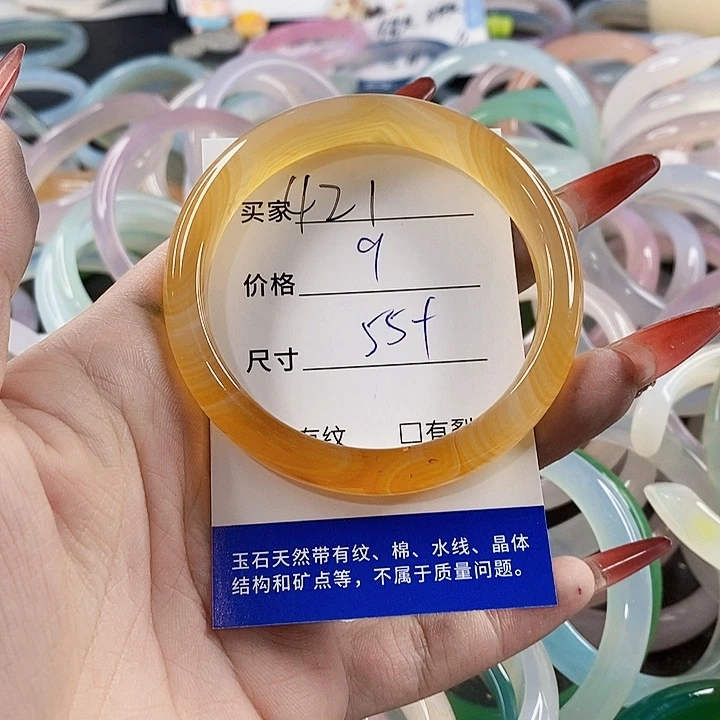 买家 421
价格 9
尺寸 55+
有纹 □有裂
玉石天然带有纹、棉、水线、晶体
结构和矿点等，不属于质量问题。